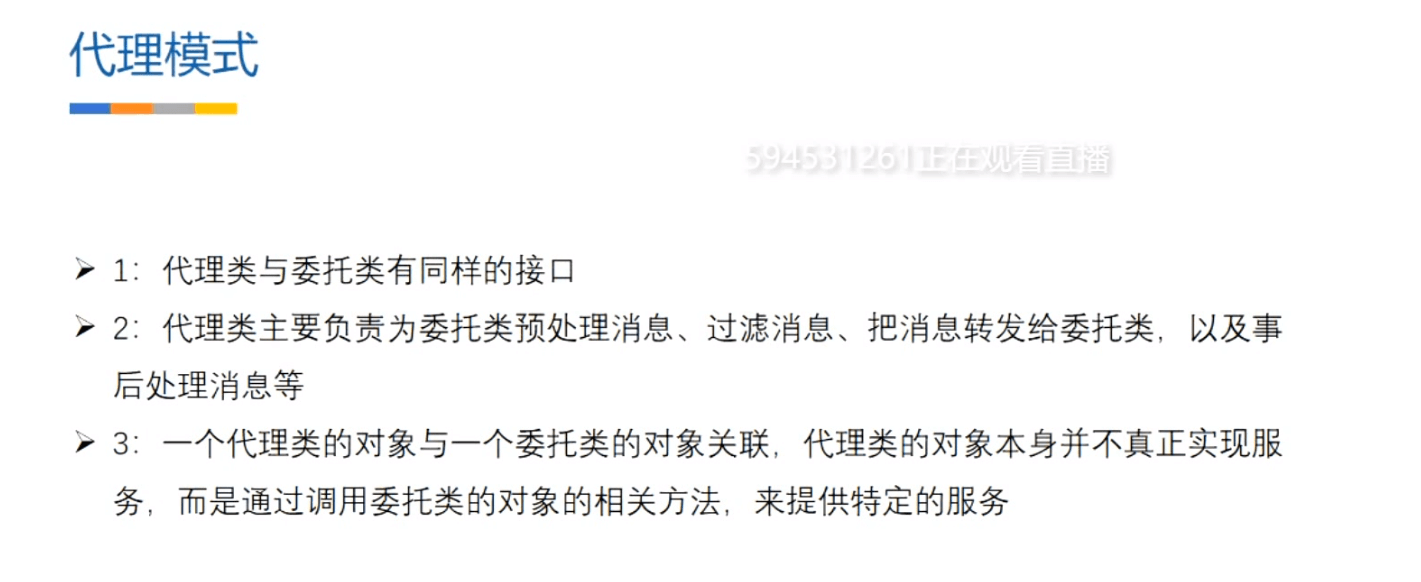 代理模式
594531261正在观看直播
➢ 1：代理类与委托类有同样的接口
➢ 2：代理类主要负责为委托类预处理消息、过滤消息、把消息转发给委托类，以及事
后处理消息等
➢ 3：一个代理类的对象与一个委托类的对象关联，代理类的对象本身并不真正实现服
务，而是通过调用委托类的对象的相关方法，来提供特定的服务